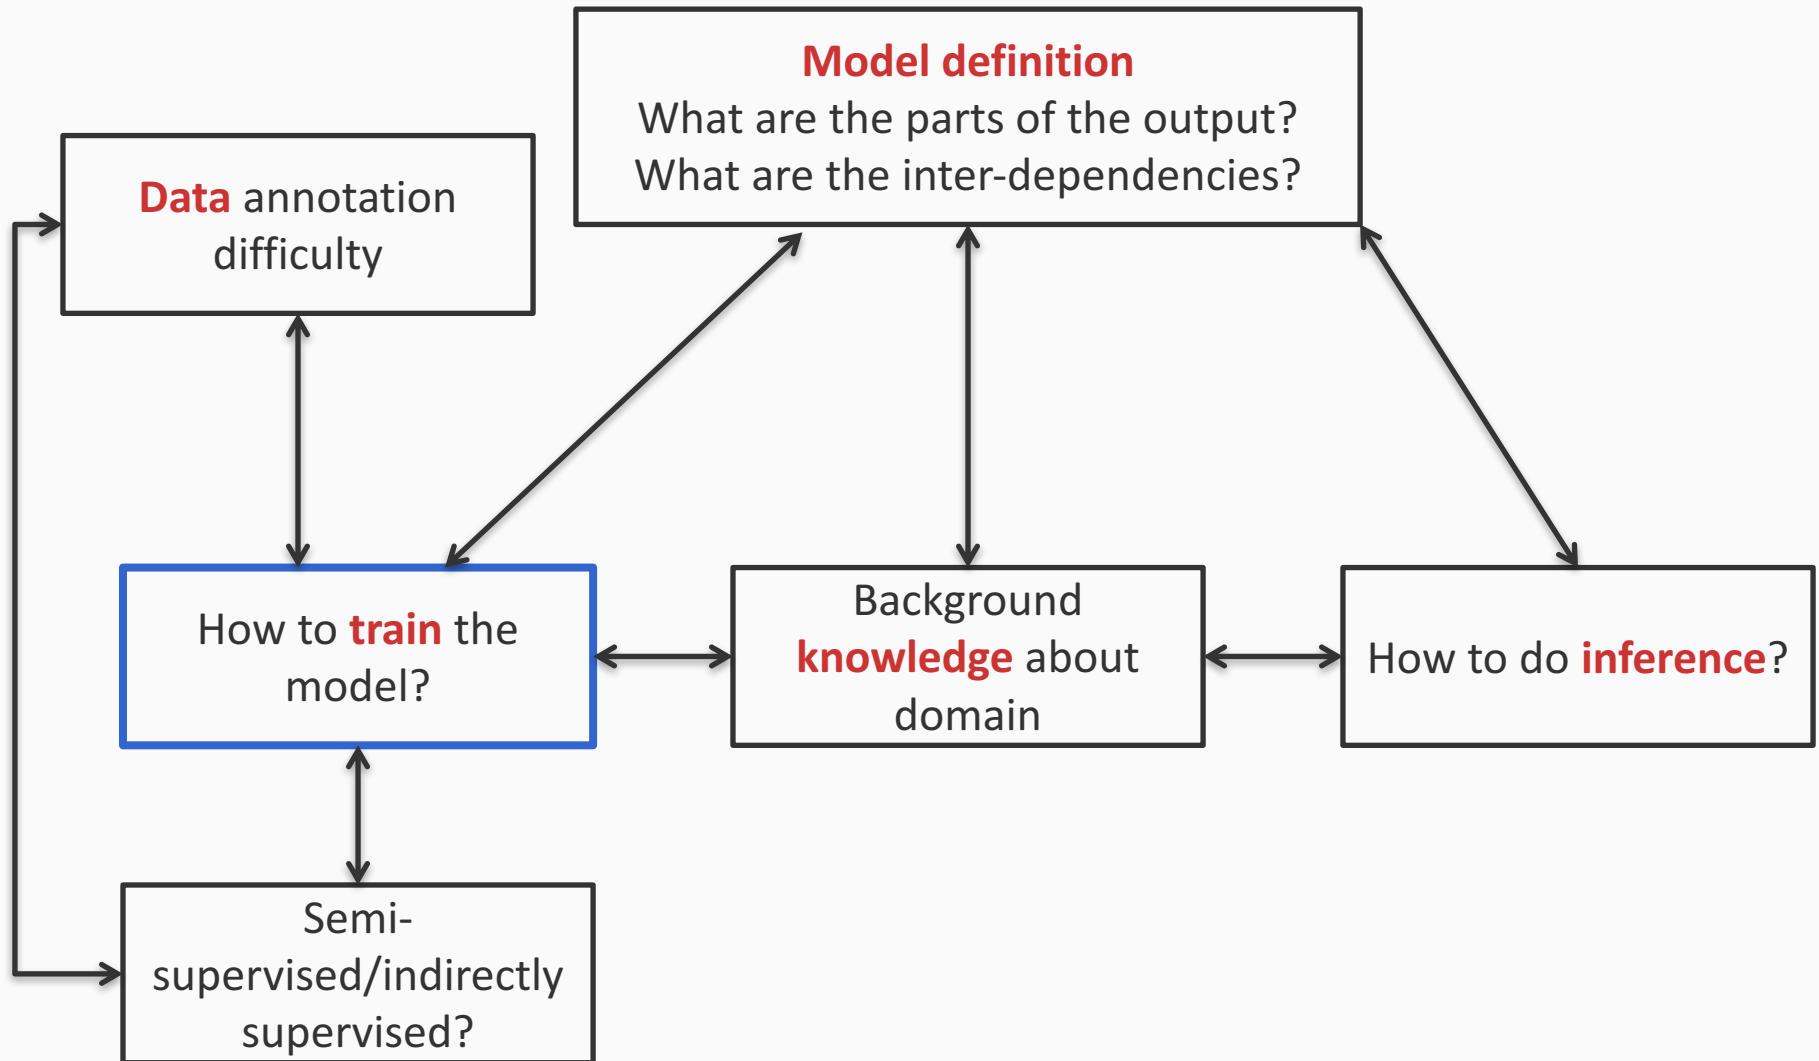 Model definition
What are the parts of the output?
What are the inter-dependencies?
Data annotation
difficulty
How to train the
model?
Background
knowledge about
domain
How to do inference?
Semi-
supervised/indirectly
supervised?